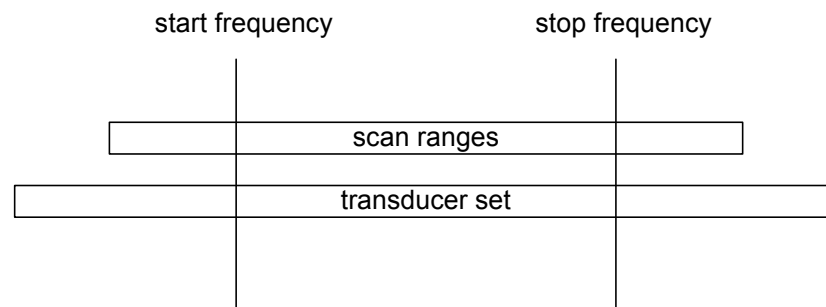 start frequency
stop frequency
scan ranges
transducer set